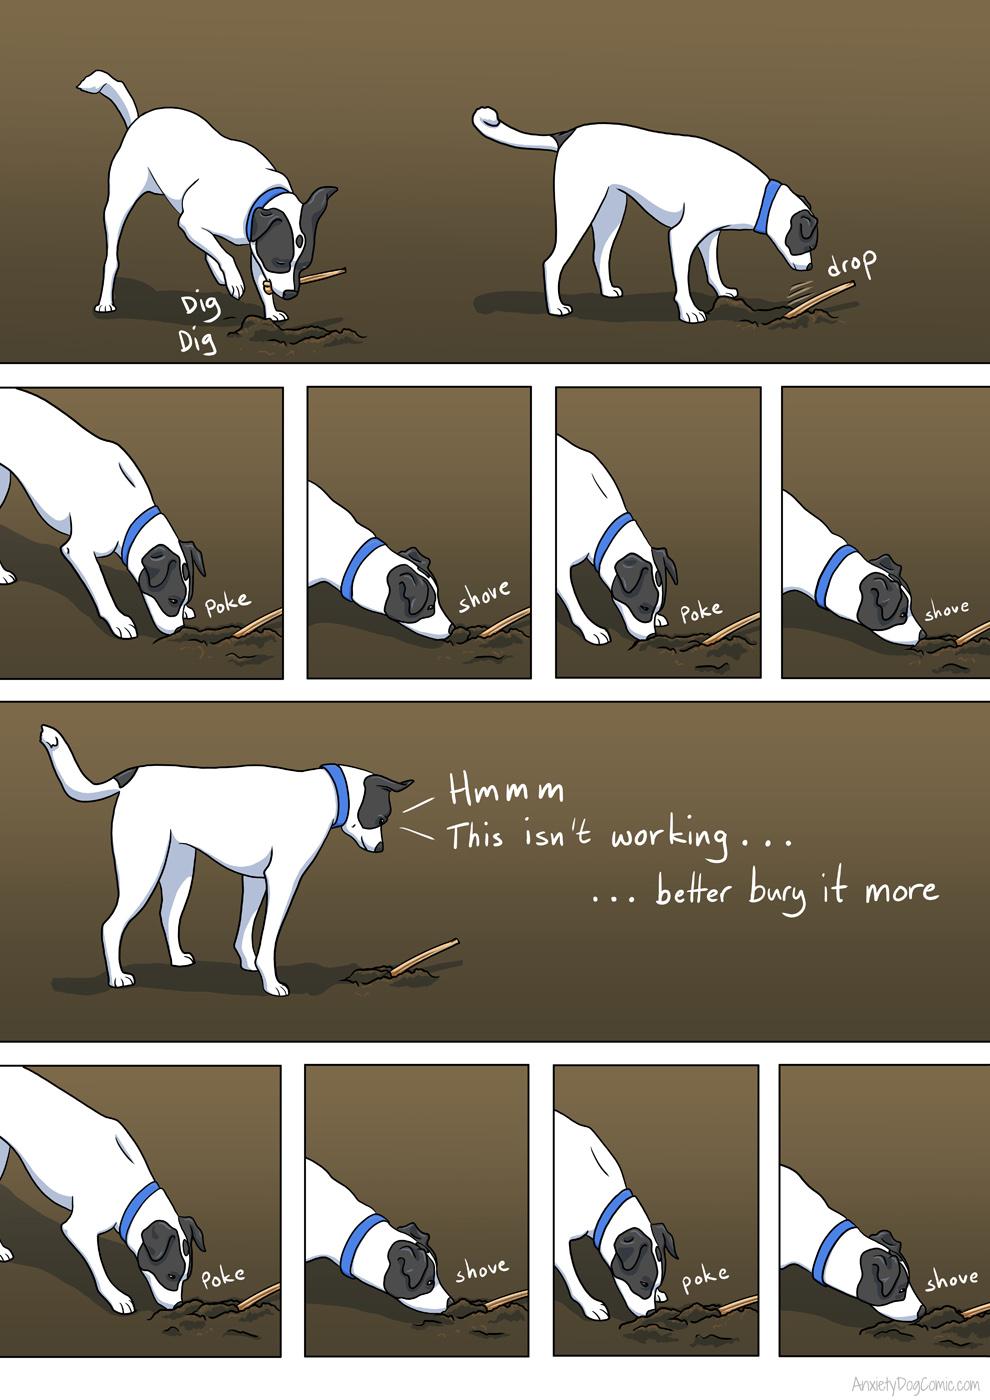 Dig
Dig
drop
Poke
shove
Poke
shove
Hmmm
This isn't working...
...better bury it more
Poke
shove
poke
shove
AnxietyDogComic.com